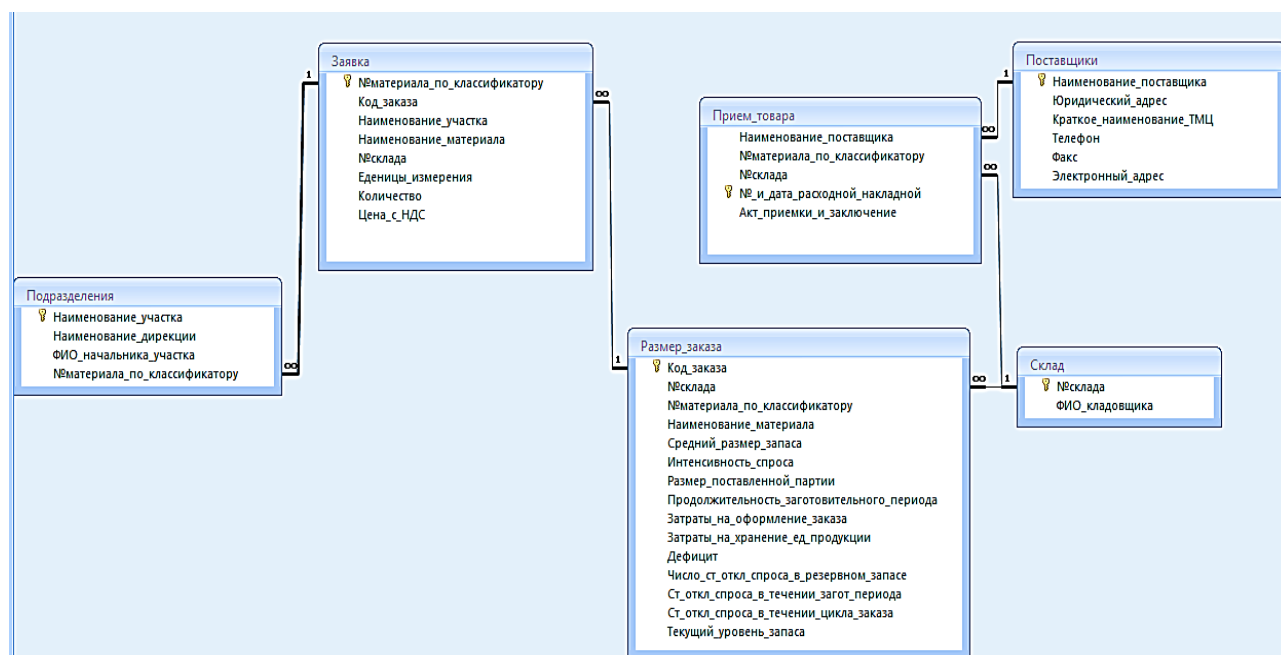 Заявка
№материала_по_классификатору
Код_заказа
Наименование_участка
Наименование_материала
№склада
Еденицы_измерения
Количество
Цена_с_НДС
1
∞
Поставщики
Наименование_поставщика
Юридический_адрес
Краткое_наименование_ТМЦ
Телефон
Факс
Электронный_адрес
1
Прием_товара
Наименование_поставщика
№материала_по_классификатору
№склада
№_и_дата_расходной_накладной
Акт_приемки_и_заключение
∞
∞
Подразделения
Наименование_участка
Наименование_дирекции
ФИО_начальника_участка
№материала_по_классификатору
∞
Размер_заказа
Код_заказа
№склада
№материала_по_классификатору
Наименование_материала
Средний_размер_запаса
Интенсивность_спроса
Размер_поставленной_партии
Продолжительность_заготовительного_периода
Затраты_на_оформление_заказа
Затраты_на_хранение_ед_продукции
Дефицит
Число_ст_откл_спроса_в_резервном_запасе
Ст_откл_спроса_в_течении_загот_периода
Ст_откл_спроса_в_течении_цикла_заказа
Текущий_уровень_запаса
1
∞
1
Склад
№склада
ФИО_кладовщика